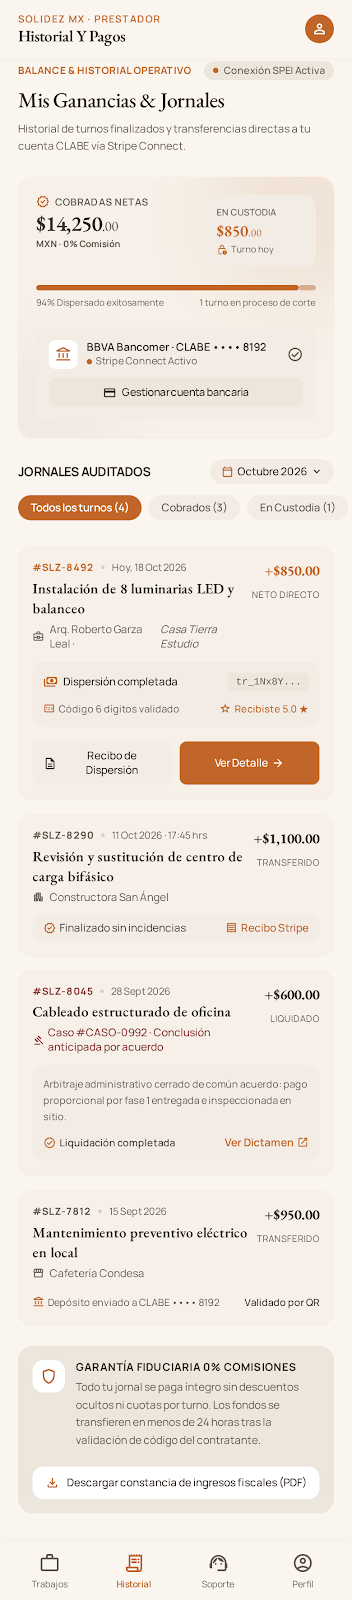 SOLIDEZ MX · PRESTADOR
Historial Y Pagos
BALANCE & HISTORIAL OPERATIVO
Conexión SPEI Activa
Mis Ganancias & Jornales
Historial de turnos finalizados y transferencias directas a tu
cuenta CLABE vía Stripe Connect.
COBRADAS NETAS
$14,250.00
MXN · 0% Comisión
EN CUSTODIA
$850.00
Turno hoy
94% Dispersado exitosamente
1 turno en proceso de corte
BBVA Bancomer · CLABE •••• 8192
Stripe Connect Activo
Gestionar cuenta bancaria
JORNALES AUDITADOS
Octubre 2026
Todos los turnos (4)
Cobrados (3)
En Custodia (1)
#SLZ-8492 • Hoy, 18 Oct 2026
+$850.00
Instalación de 8 luminarias LED y
balanceo
NETO DIRECTO
Arq. Roberto Garza
Leal ·
Casa Tierra
Estudio
Dispersión completada
tr_1Nx8Y...
Código 6 dígitos validado
Recibiste 5.0 ★
Recibo de
Dispersión
Ver Detalle →
#SLZ-8290 • 11 Oct 2026 · 17:45 hrs
+$1,100.00
Revisión y sustitución de centro de
carga bifásico
TRANSFERIDO
Constructora San Ángel
Finalizado sin incidencias
Recibo Stripe
#SLZ-8045 • 28 Sept 2026
+$600.00
Cableado estructurado de oficina
LIQUIDADO
Caso #CASO-0992 · Conclusión
anticipada por acuerdo
Arbitraje administrativo cerrado de común acuerdo: pago
proporcional por fase 1 entregada e inspeccionada en
sitio.
Liquidación completada
Ver Dictamen
#SLZ-7812 • 15 Sept 2026
+$950.00
Mantenimiento preventivo eléctrico
en local
TRANSFERIDO
Cafetería Condesa
Depósito enviado a CLABE •••• 8192
Validado por QR
GARANTÍA FIDUCIARIA 0% COMISIONES
Todo tu jornal se paga íntegro sin descuentos
ocultos ni cuotas por turno. Los fondos se
transfieren en menos de 24 horas tras la
validación de código del contratante.
Descargar constancia de ingresos fiscales (PDF)
Trabajos
Historial
Soporte
Perfil